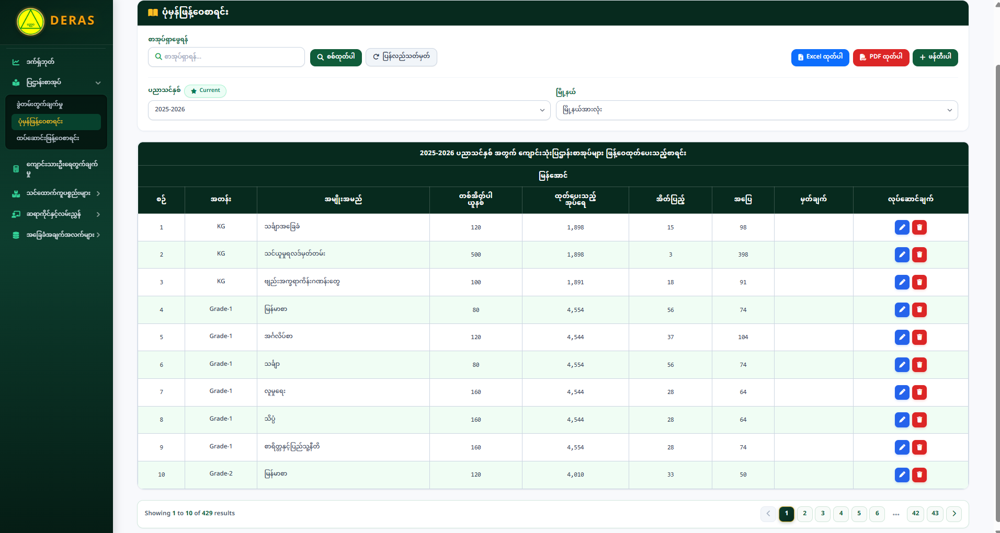 ပညာ
DERAS
ဒက်ရှ်ဘုတ်
ပြဌာန်းစာအုပ်
ခွဲတမ်းတွက်ချက်မှု
ပုံမှန်ဖြန့်ဝေစာရင်း
ထပ်ဆောင်းဖြန့်ဝေစာရင်း
ကျောင်းသားဦးရေတွက်ချက်
မှု
သင်ထောက်ကူပစ္စည်းများ
ဆရာကိုင်နှင့်လမ်းညွှန်
အခြေခံအချက်အလက်များ
ပုံမှန်ဖြန့်ဝေစာရင်း
စာအုပ်ရှာဖွေရန်
စာအုပ်ရှာရန်... စစ်ထုတ်ပါ ပြန်လည်သတ်မှတ် Excel ထုတ်ပါ PDF ထုတ်ပါ ဖန်တီးပါ
ပညာသင်နှစ် Current မြို့နယ်
2025-2026 မြို့နယ်အားလုံး
2025-2026 ပညာသင်နှစ် အတွက် ကျောင်းသုံးပြဌာန်းစာအုပ်များ ဖြန့်ဝေထုတ်ပေးသည့်စာရင်း
မြန်အောင်
စဉ် အတန်း အမျိုးအမည် တစ်အိတ်ပါ ယူနစ် ထုတ်ပေးသည့် အုပ်ရေ အိတ်ပြည့် အပြေ မှတ်ချက် လုပ်ဆောင်ချက်
1 KG သင်္ချာအခြေခံ 120 1,898 15 98
2 KG သင်ယူမှုရလဒ်မှတ်တမ်း 500 1,898 3 398
3 KG ဗျည်းအက္ခရာကိန်းဂဏန်းတွေ 100 1,891 18 91
4 Grade-1 မြန်မာစာ 80 4,554 56 74
5 Grade-1 အင်္ဂလိပ်စာ 120 4,544 37 104
6 Grade-1 သင်္ချာ 80 4,554 56 74
7 Grade-1 လူမှုရေး 160 4,544 28 64
8 Grade-1 သိပ္ပံ 160 4,544 28 64
9 Grade-1 စာရိတ္တနှင့်ပြည်သူ့နီတိ 160 4,554 28 74
10 Grade-2 မြန်မာစာ 120 4,010 33 50
Showing 1 to 10 of 429 results 1 2 3 4 5 6 ... 42 43